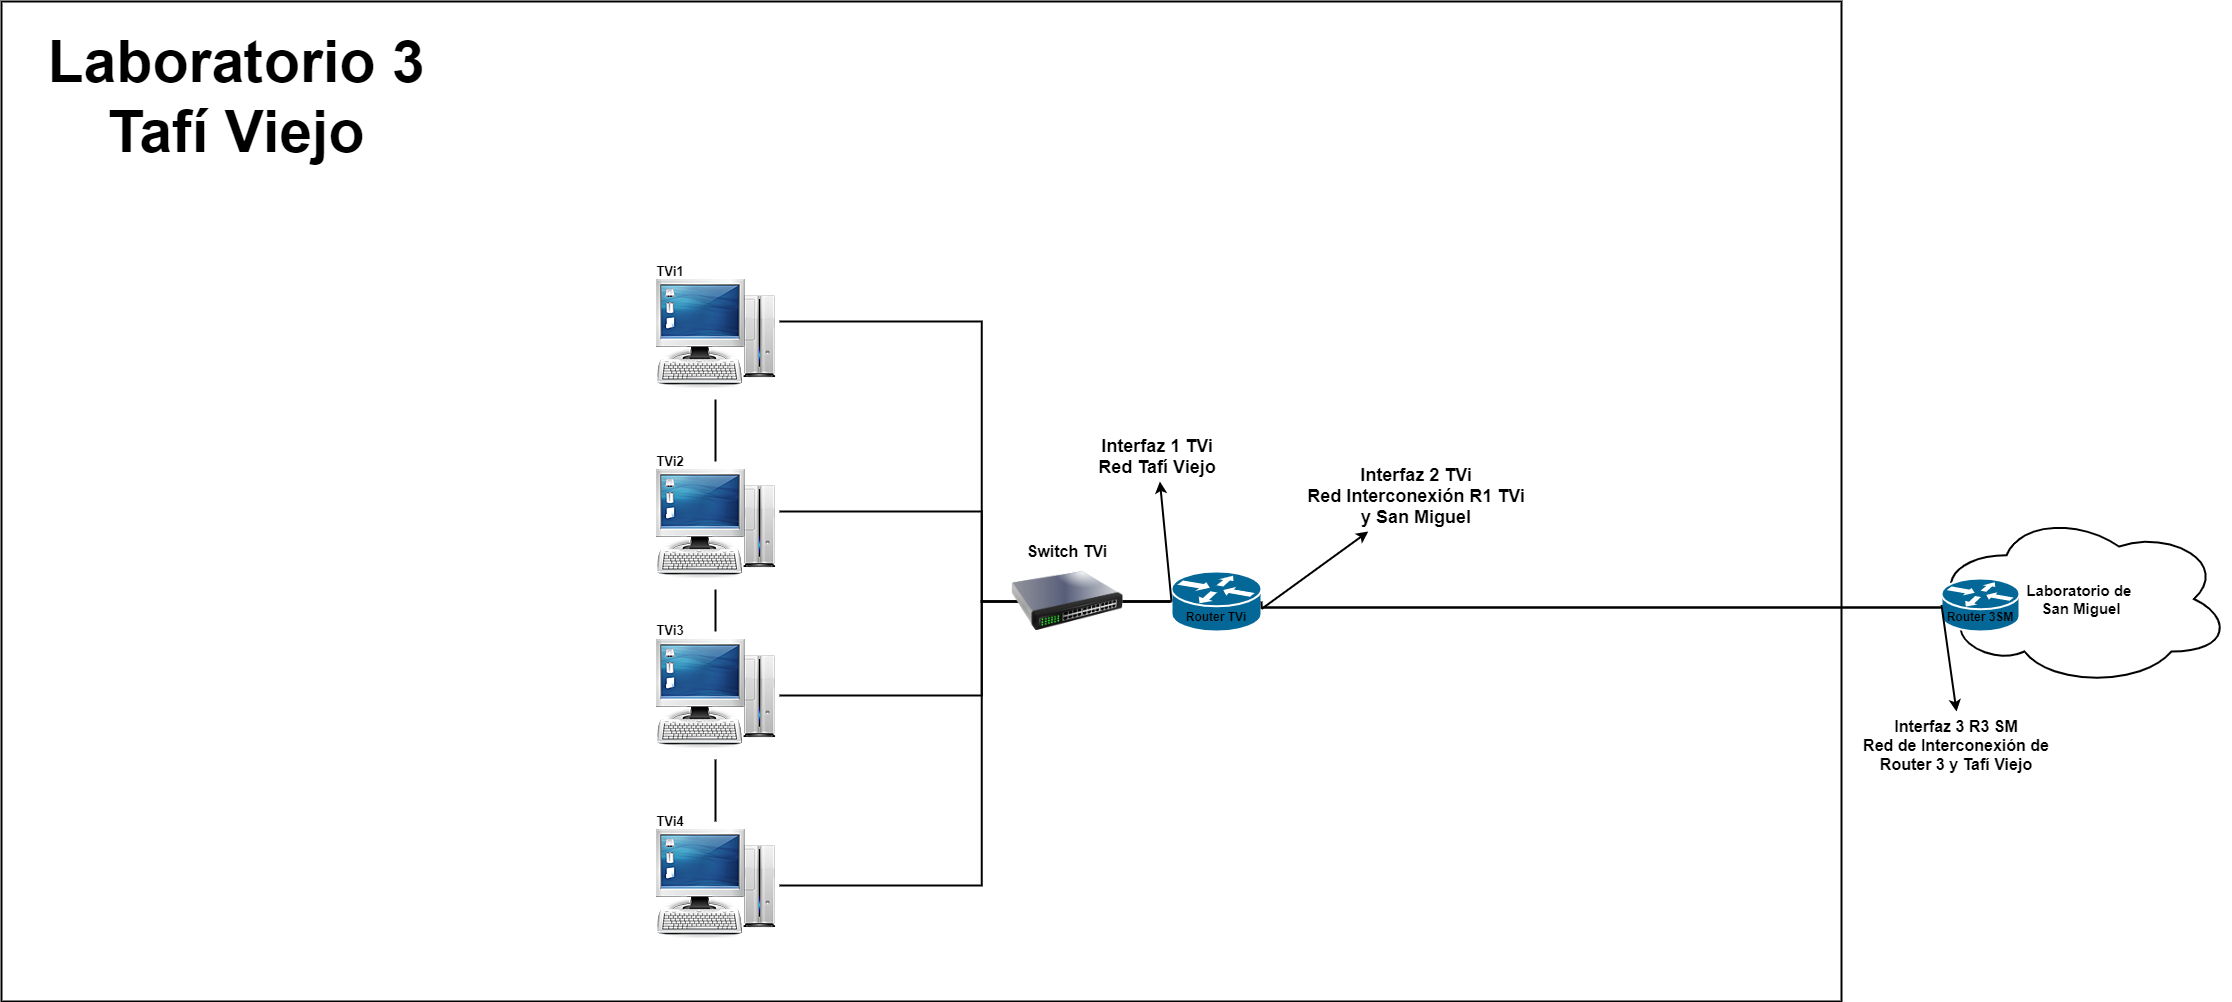 Laboratorio 3
Tafí Viejo
TVi1
TVi2
TVi3
TVi4
Switch TVi
Interfaz 1 TVi
Red Tafí Viejo
Router TVi
Interfaz 2 TVi
Red Interconexión R1 TVi
y San Miguel
Router 3SM
Laboratorio de
San Miguel
Interfaz 3 R3 SM
Red de Interconexión de
Router 3 y Tafí Viejo